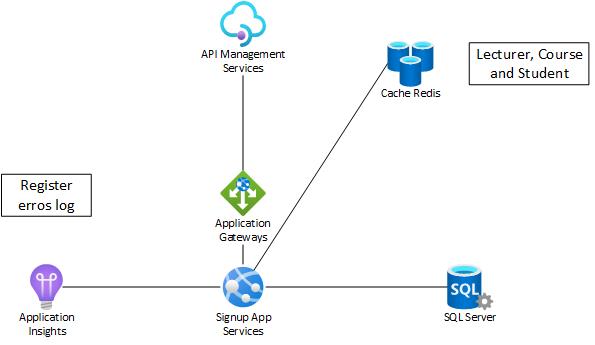 API Management
Services
Cache Redis
Lecturer, Course
and Student
Register
erros log
Application
Gateways
Application
Insights
Signup App
Services
SQL
SQL Server